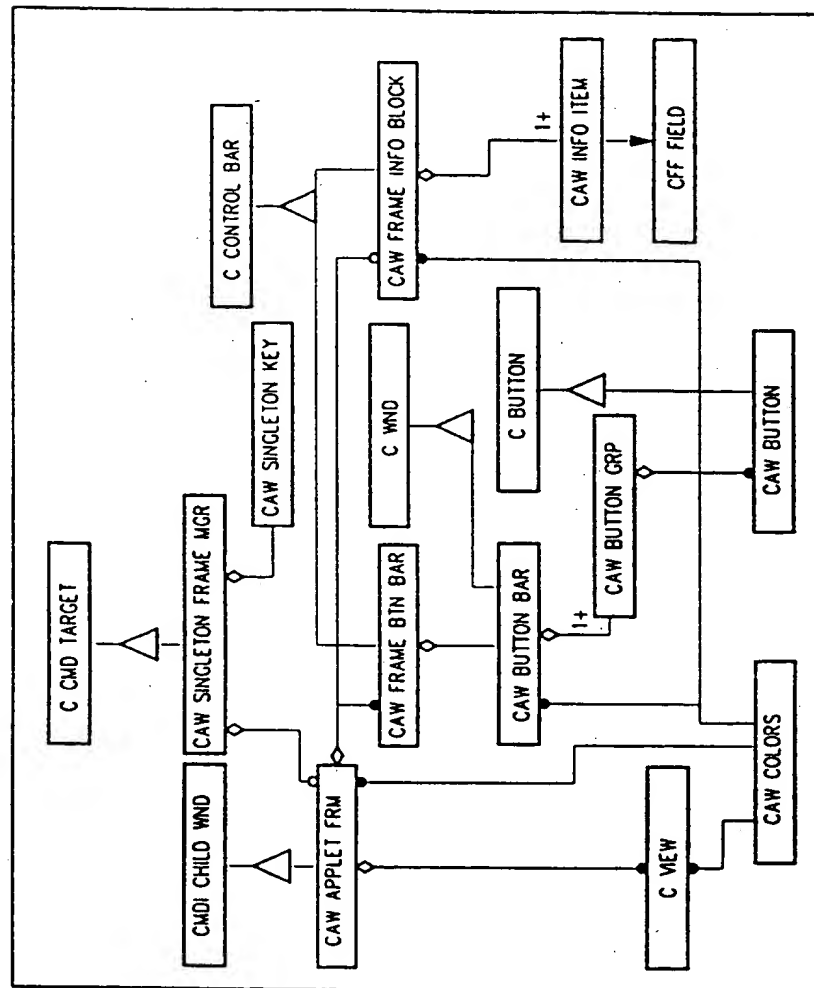 C CMD TARGET
CMDI CHILD WND
CAW SINGLETON FRAME MGR
CAW SINGLETON KEY
C CONTROL BAR
CAW APPLET FRM
CAW FRAME BTN BAR
C WND
CAW FRAME INFO BLOCK
CAW BUTTON BAR
C BUTTON
1+
1+
CAW BUTTON GRP
CAW INFO ITEM
C VIEW
CAW COLORS
CAW BUTTON
CFF FIELD